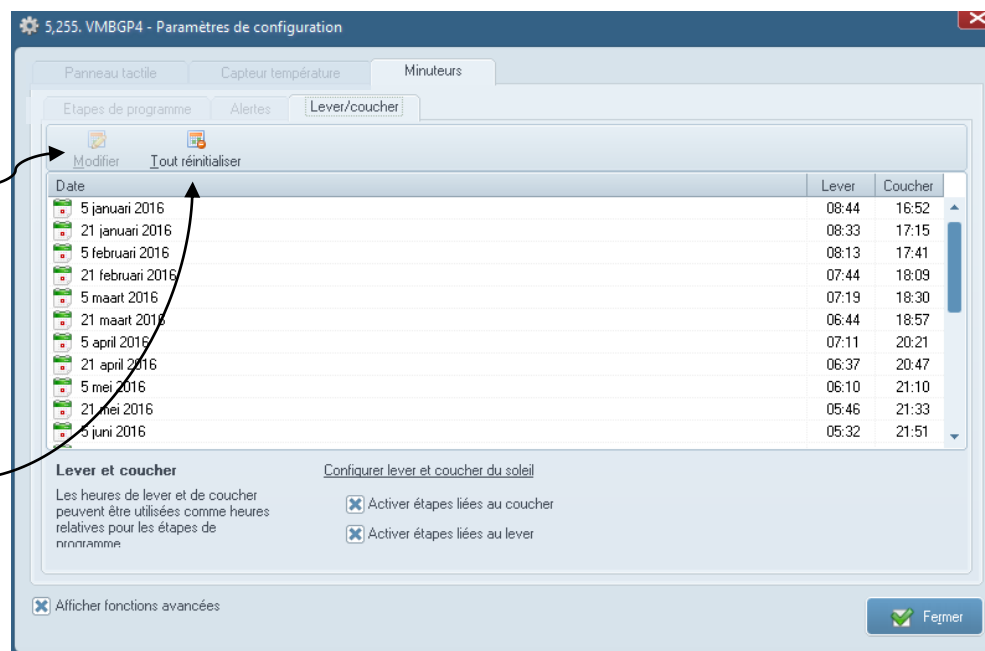 5,255. VMBGP4 - Paramètres de configuration
Panneau tactile Capteur température Minuteurs
Etapes de programme Alertes Lever/coucher
Modifier Tout réinitialiser
Date Lever Coucher
5 januari 2016 08:44 16:52
21 januari 2016 08:33 17:15
5 februari 2016 08:13 17:41
21 februari 2016 07:44 18:09
5 maart 2016 07:19 18:30
21 maart 2016 06:44 18:57
5 april 2016 07:11 20:21
21 april 2016 06:37 20:47
5 mei 2016 06:10 21:10
21 mei 2016 05:46 21:33
5 juni 2016 05:32 21:51
Lever et coucher Configurer lever et coucher du soleil
Les heures de lever et de coucher
peuvent être utilisées comme heures
relatives pour les étapes de
programme
Activer étapes liées au coucher
Activer étapes liées au lever
Afficher fonctions avancées
Fermer